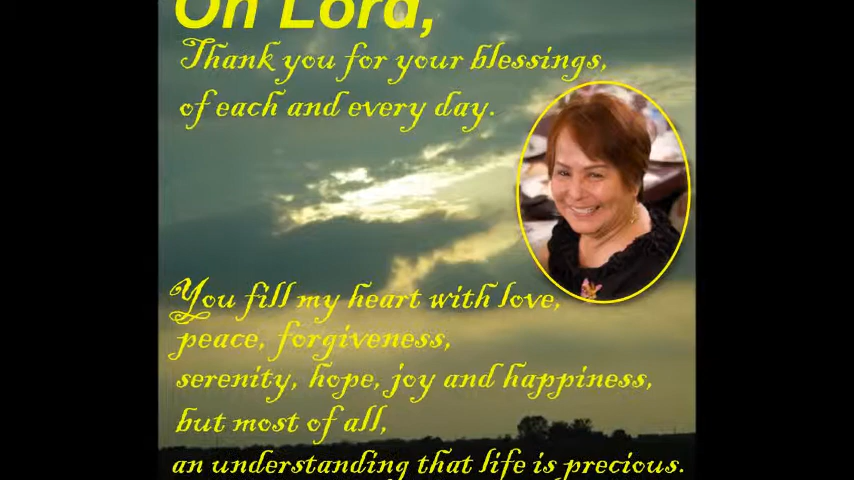 Oh Lord,
Thank you for your blessings,
of each and every day.
You fill my heart with love,
peace, forgiveness,
serenity, hope, joy and happiness,
but most of all,
an understanding that life is precious.